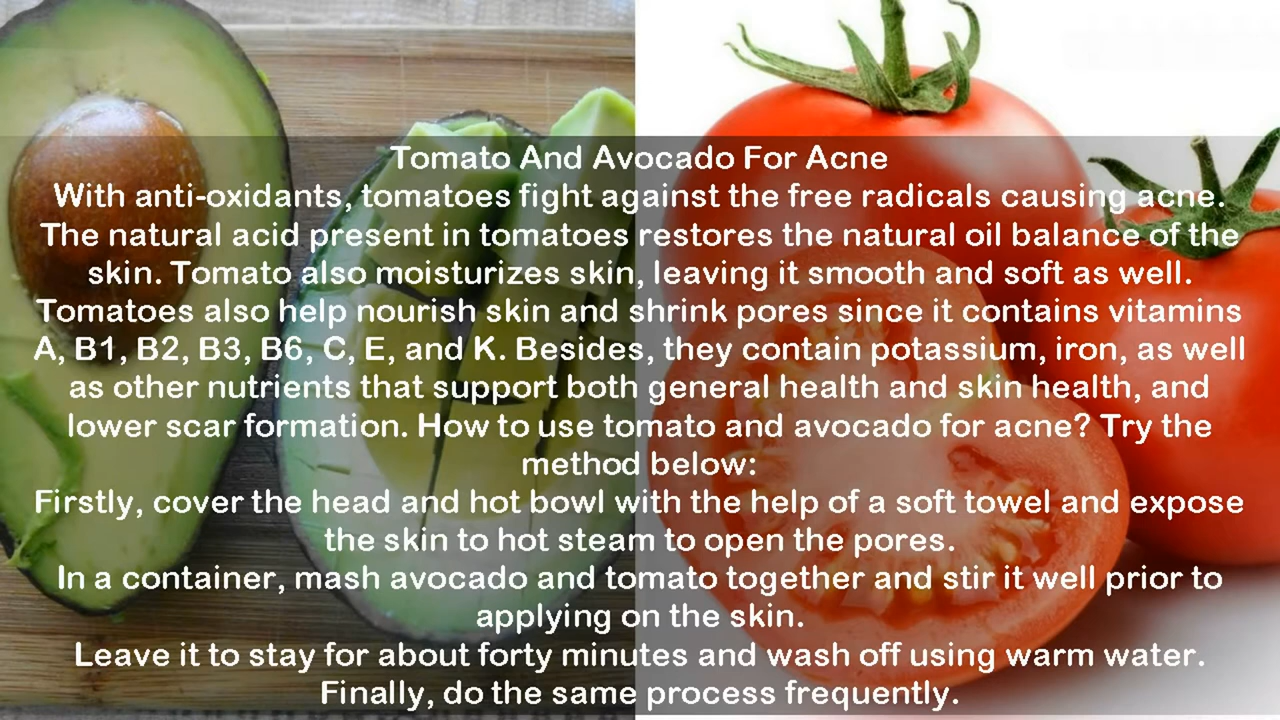 Tomato And Avocado For Acne
With anti-oxidants, tomatoes fight against the free radicals causing acne.
The natural acid present in tomatoes restores the natural oil balance of the
skin. Tomato also moisturizes skin, leaving it smooth and soft as well.
Tomatoes also help nourish skin and shrink pores since it contains vitamins
A, B1, B2, B3, B6, C, E, and K. Besides, they contain potassium, iron, as well
as other nutrients that support both general health and skin health, and
lower scar formation. How to use tomato and avocado for acne? Try the
method below:
Firstly, cover the head and hot bowl with the help of a soft towel and expose
the skin to hot steam to open the pores.
In a container, mash avocado and tomato together and stir it well prior to
applying on the skin.
Leave it to stay for about forty minutes and wash off using warm water.
Finally, do the same process frequently.